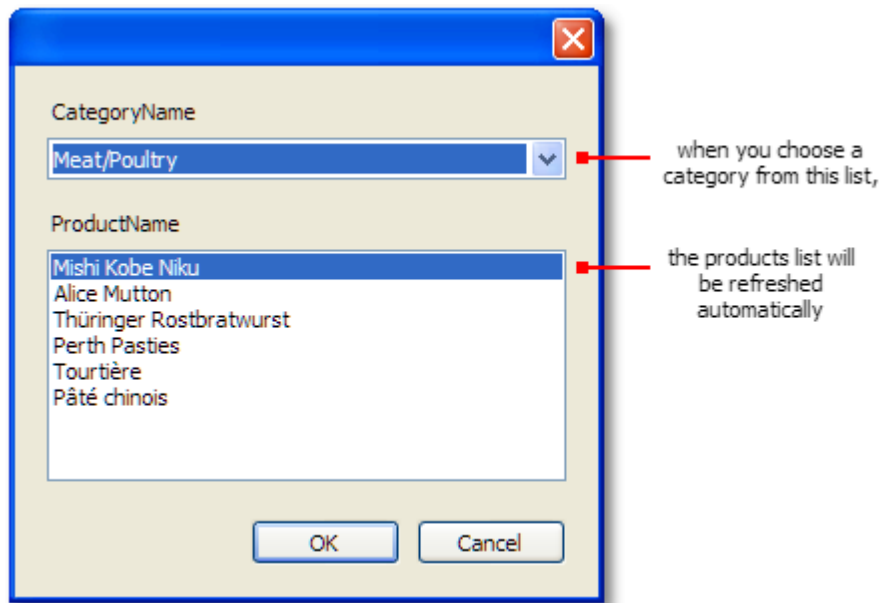 CategoryName
Meat/Poultry
when you choose a
category from this list,
ProductName
Mishi Kobe Niku
Alice Mutton
Thüringer Rostbratwurst
Perth Pasties
Tourtière
Pâté chinois
the products list will
be refreshed
automatically
OK
Cancel